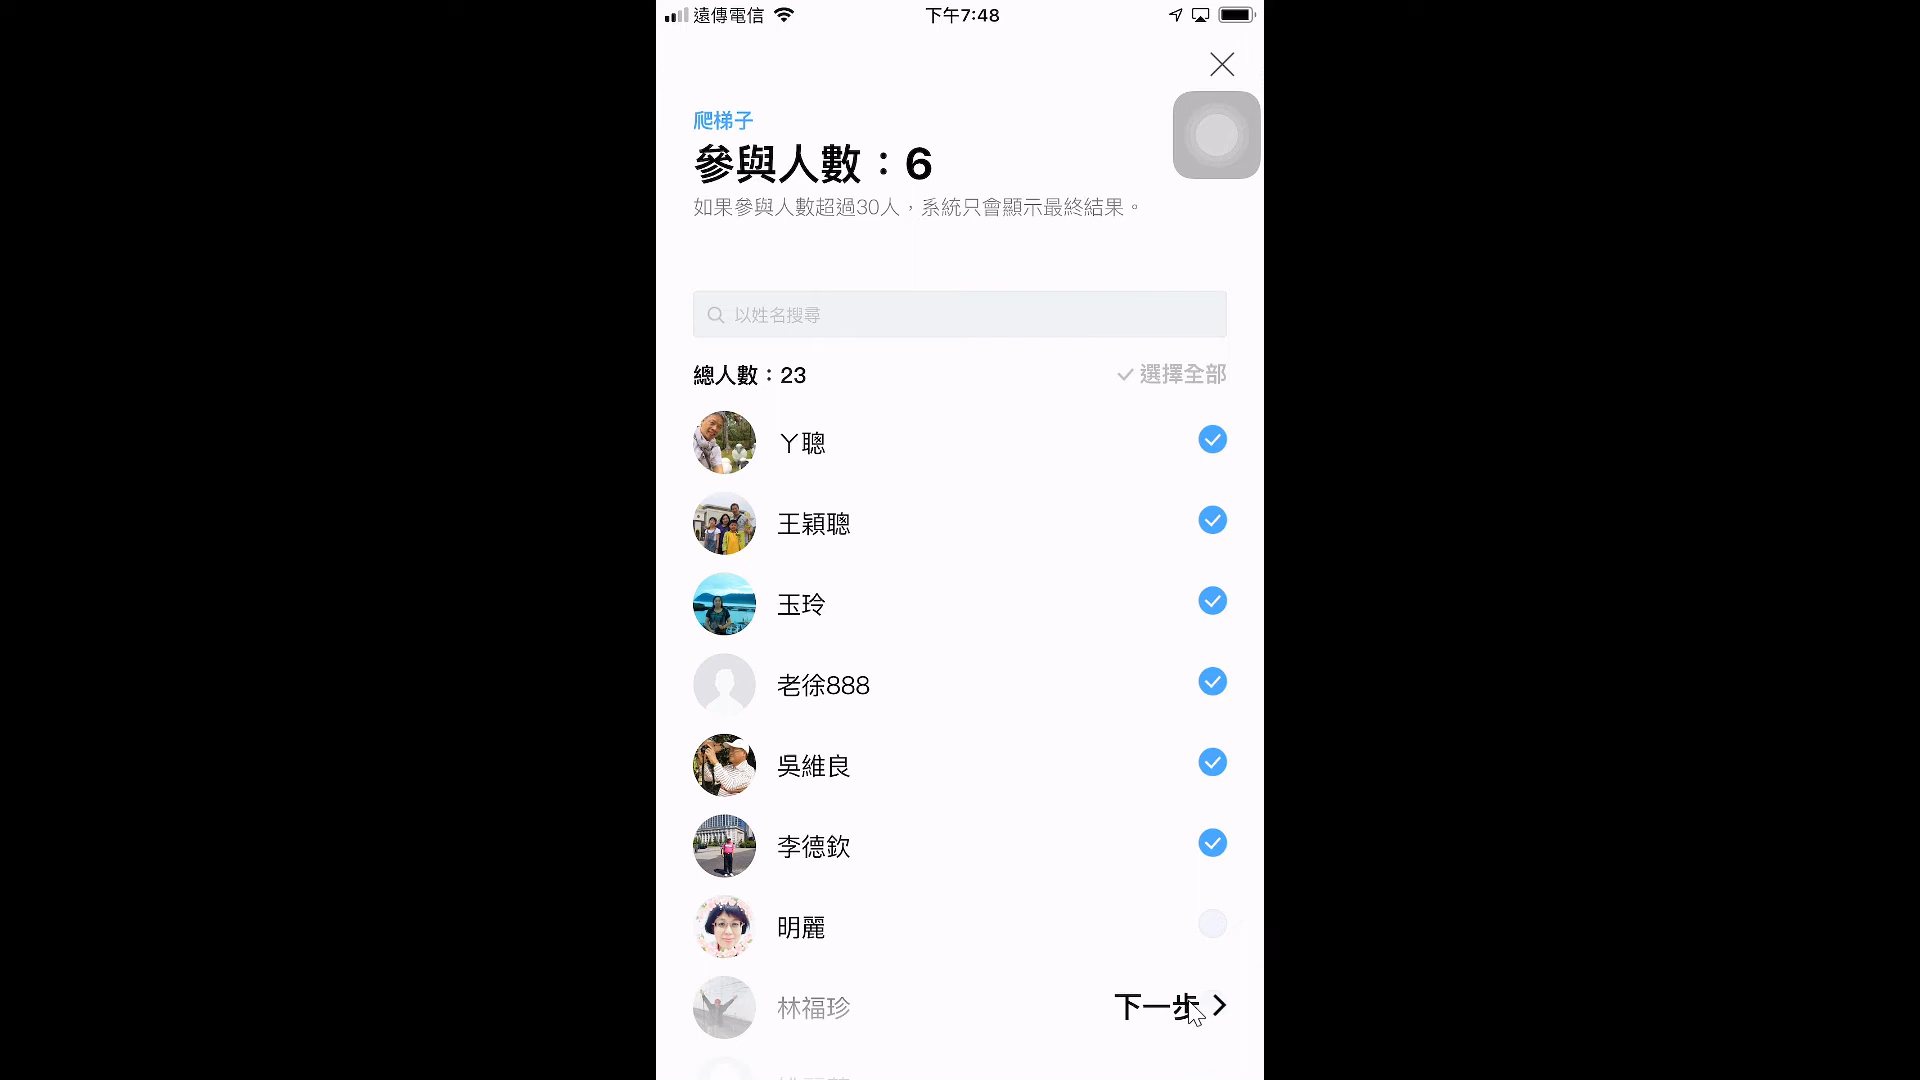 遠傳電信
下午7:48
爬梯子
參與人數：6
如果參與人數超過30人，系統只會顯示最終結果。
以姓名搜尋
總人數：23
選擇全部
ㄚ聰
王穎聰
玉玲
老徐888
吳維良
李德欽
明麗
林福珍
下一步